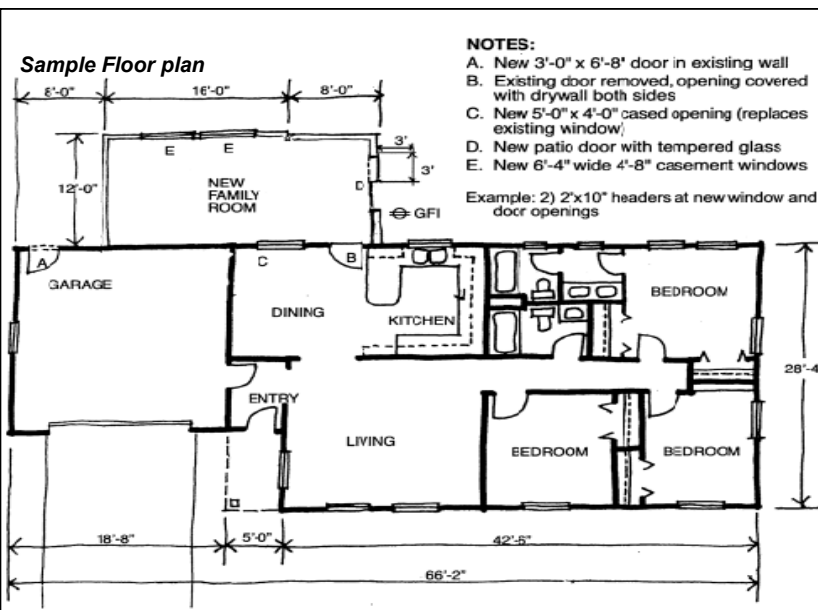 Sample Floor plan
NOTES:
A. New 3'-0" x 6'-8" door in existing wall
B. Existing door removed, opening covered
with drywall both sides
C. New 5'-0"x 4'-0" cased opening (replaces
existing window)
D. New patio door with tempered glass
E. New 6'-4" wide 4'-8" casement windows
Example: 2) 2"x10" headers at new window and
door openings
8'-0" 16'-0" 8'-0"
E E
3'
3'
12'-0"
NEW
FAMILY
ROOM
D
GFI
A
C
B
GARAGE
DINING
KITCHEN
BEDROOM
28'-4
ENTRY
LIVING
BEDROOM
BEDROOM
18'-8" 5'-0" 42'-6"
66'-2"